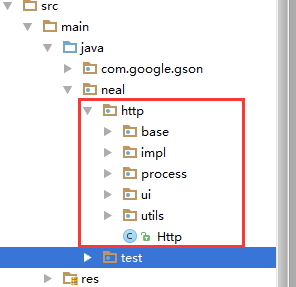 src
main
java
com.google.gson
neal
http
base
impl
process
ui
utils
C Http
test
res